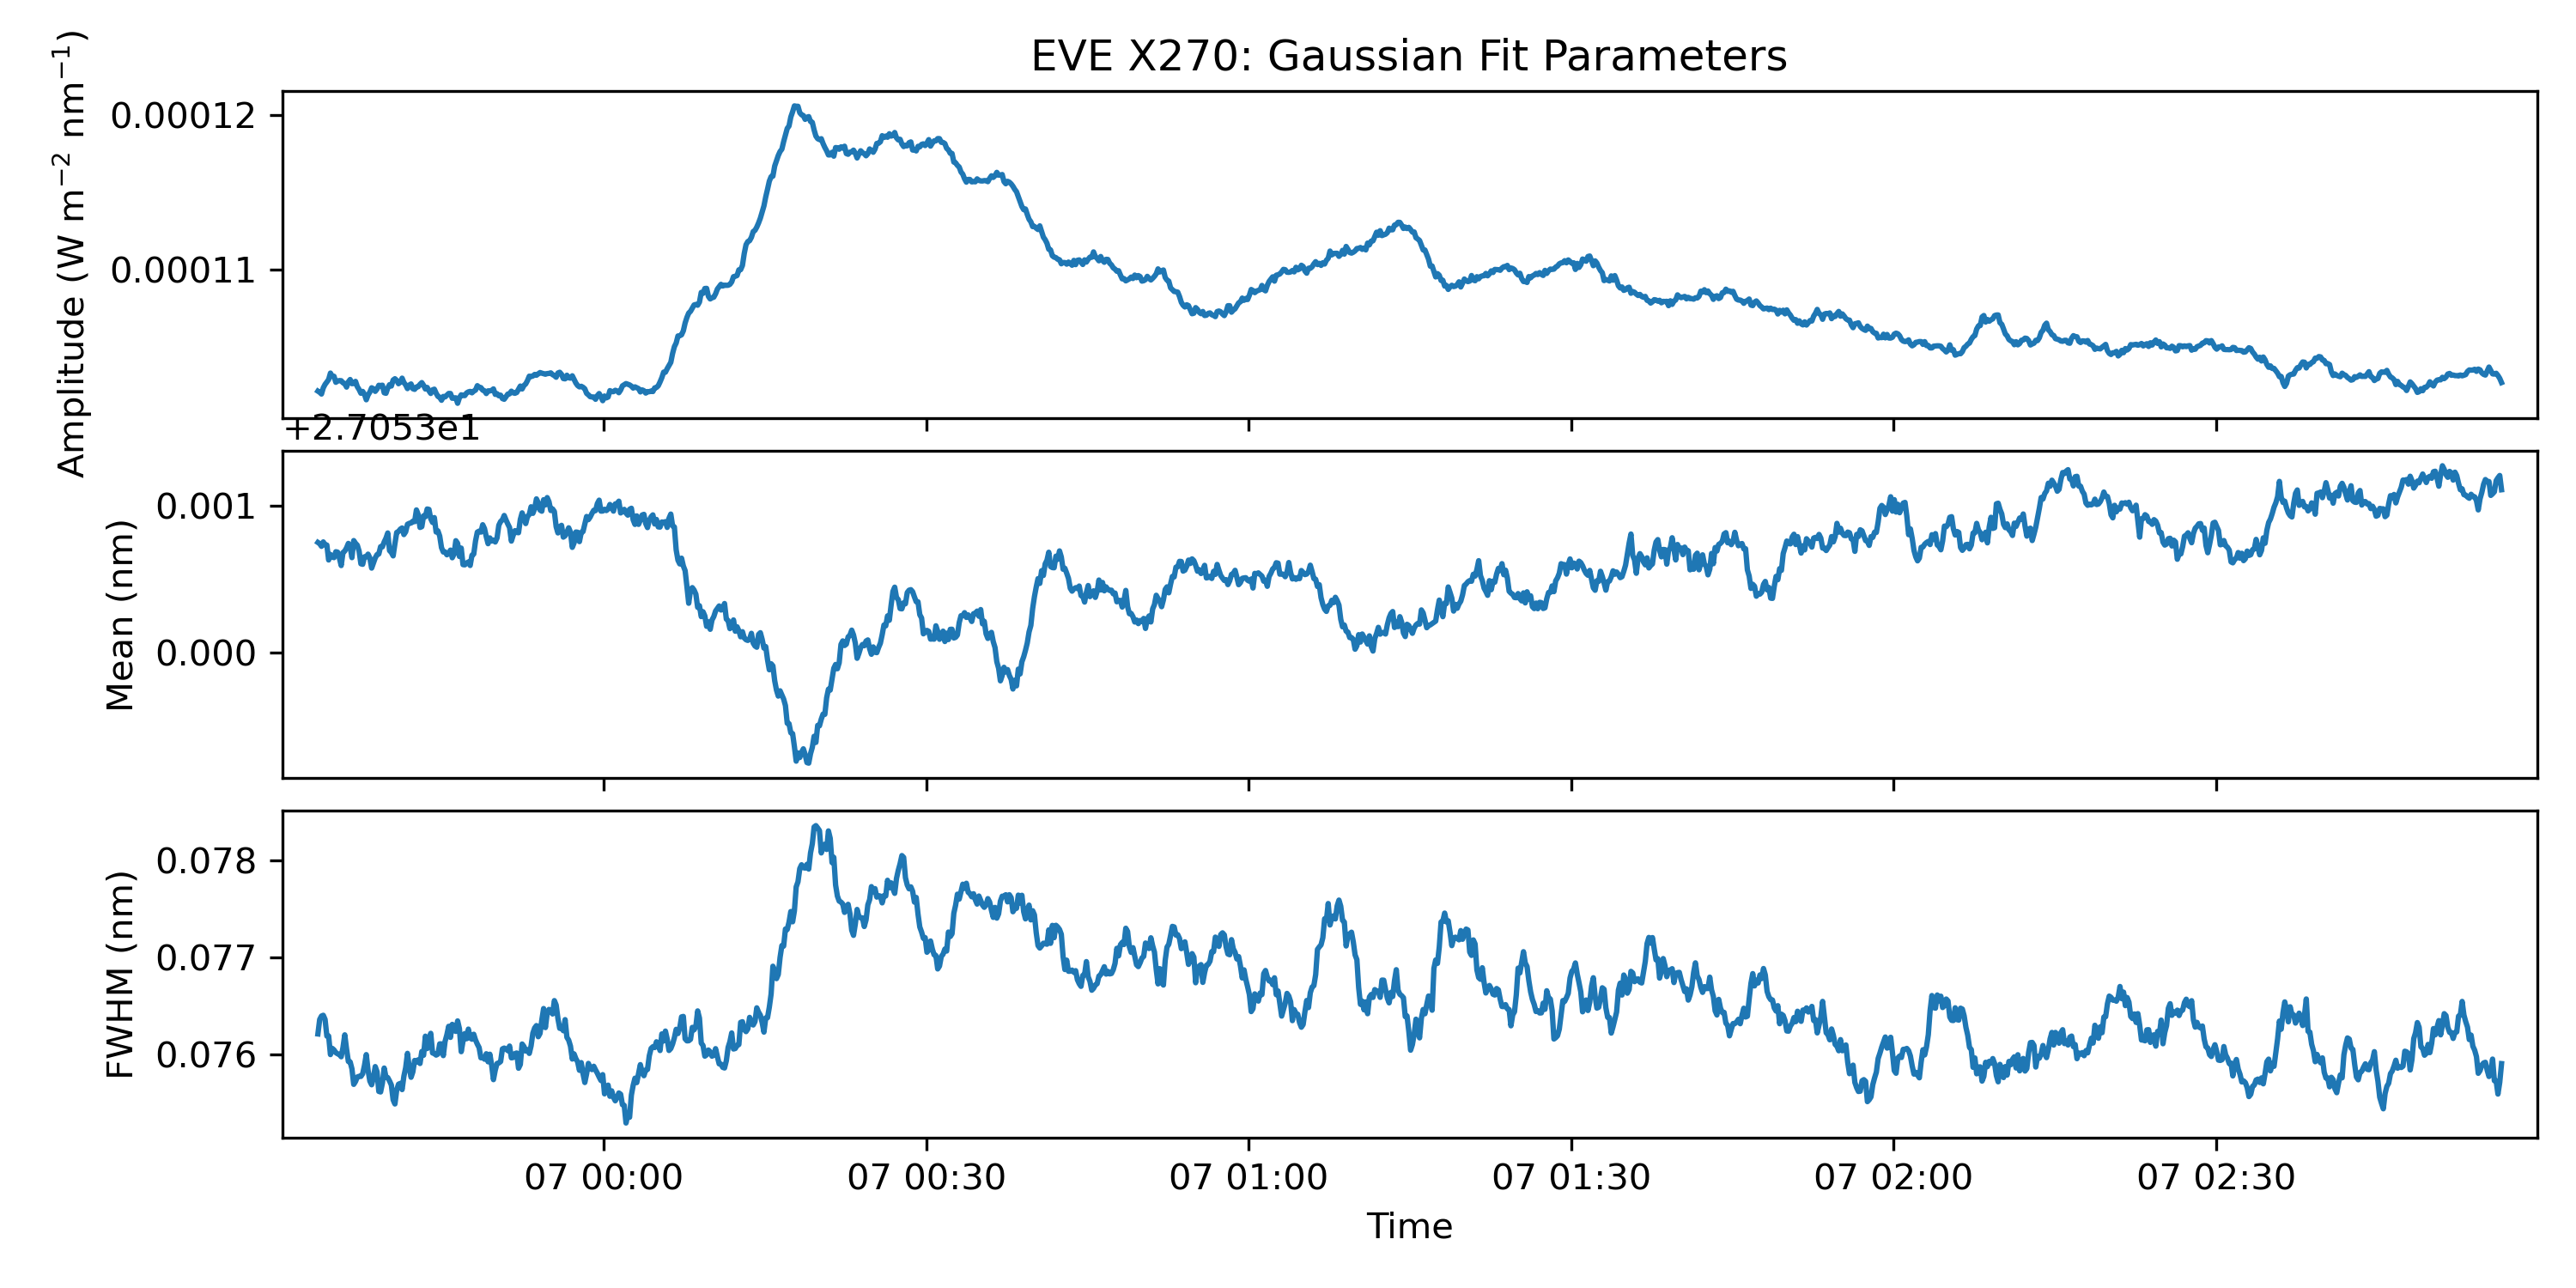 EVE X270: Gaussian Fit Parameters
Amplitude (W m⁻² nm⁻¹)
0.00012
0.00011
+2.7053e1
Mean (nm)
0.001
0.000
FWHM (nm)
0.078
0.077
0.076
07 00:00 07 00:30 07 01:00 07 01:30 07 02:00 07 02:30
Time